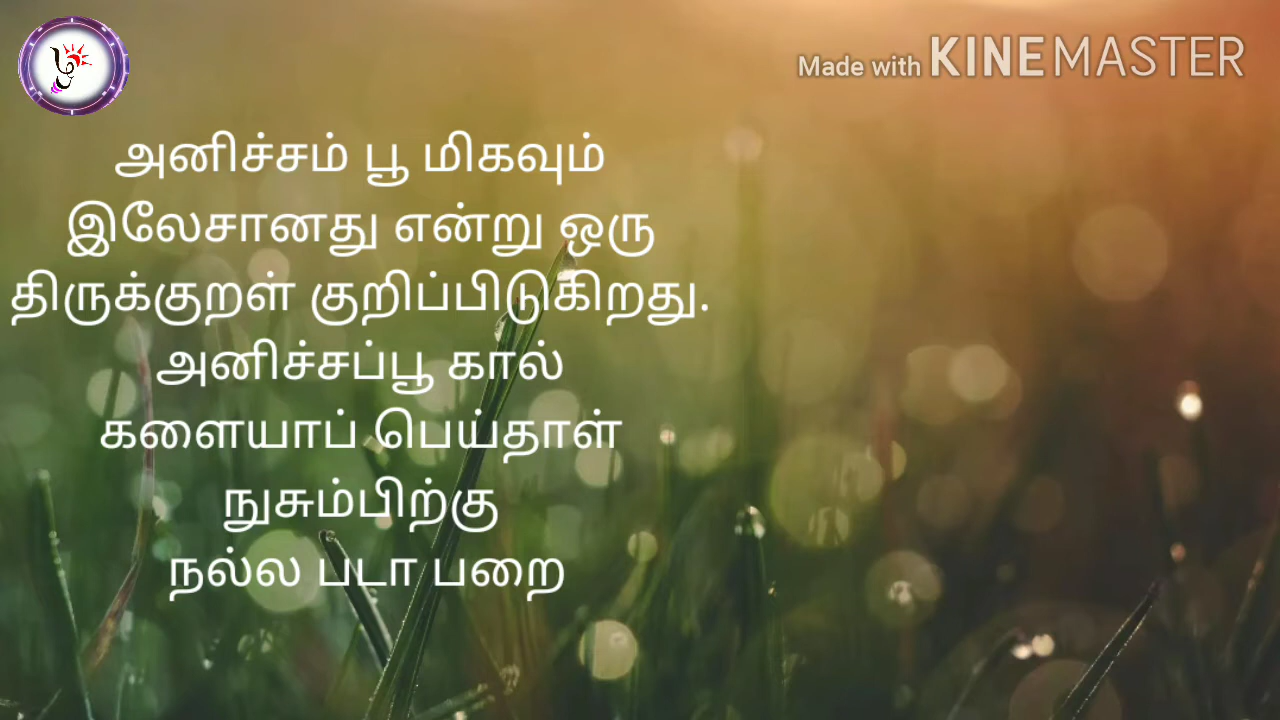 Made with KINEMASTER
அனிச்சம் பூ மிகவும்
இலேசானது என்று ஒரு
திருக்குறள் குறிப்பிடுகிறது.
அனிச்சப்பூ கால்
களையாப் பெய்தாள்
நுசும்பிற்கு
நல்ல படா பறை